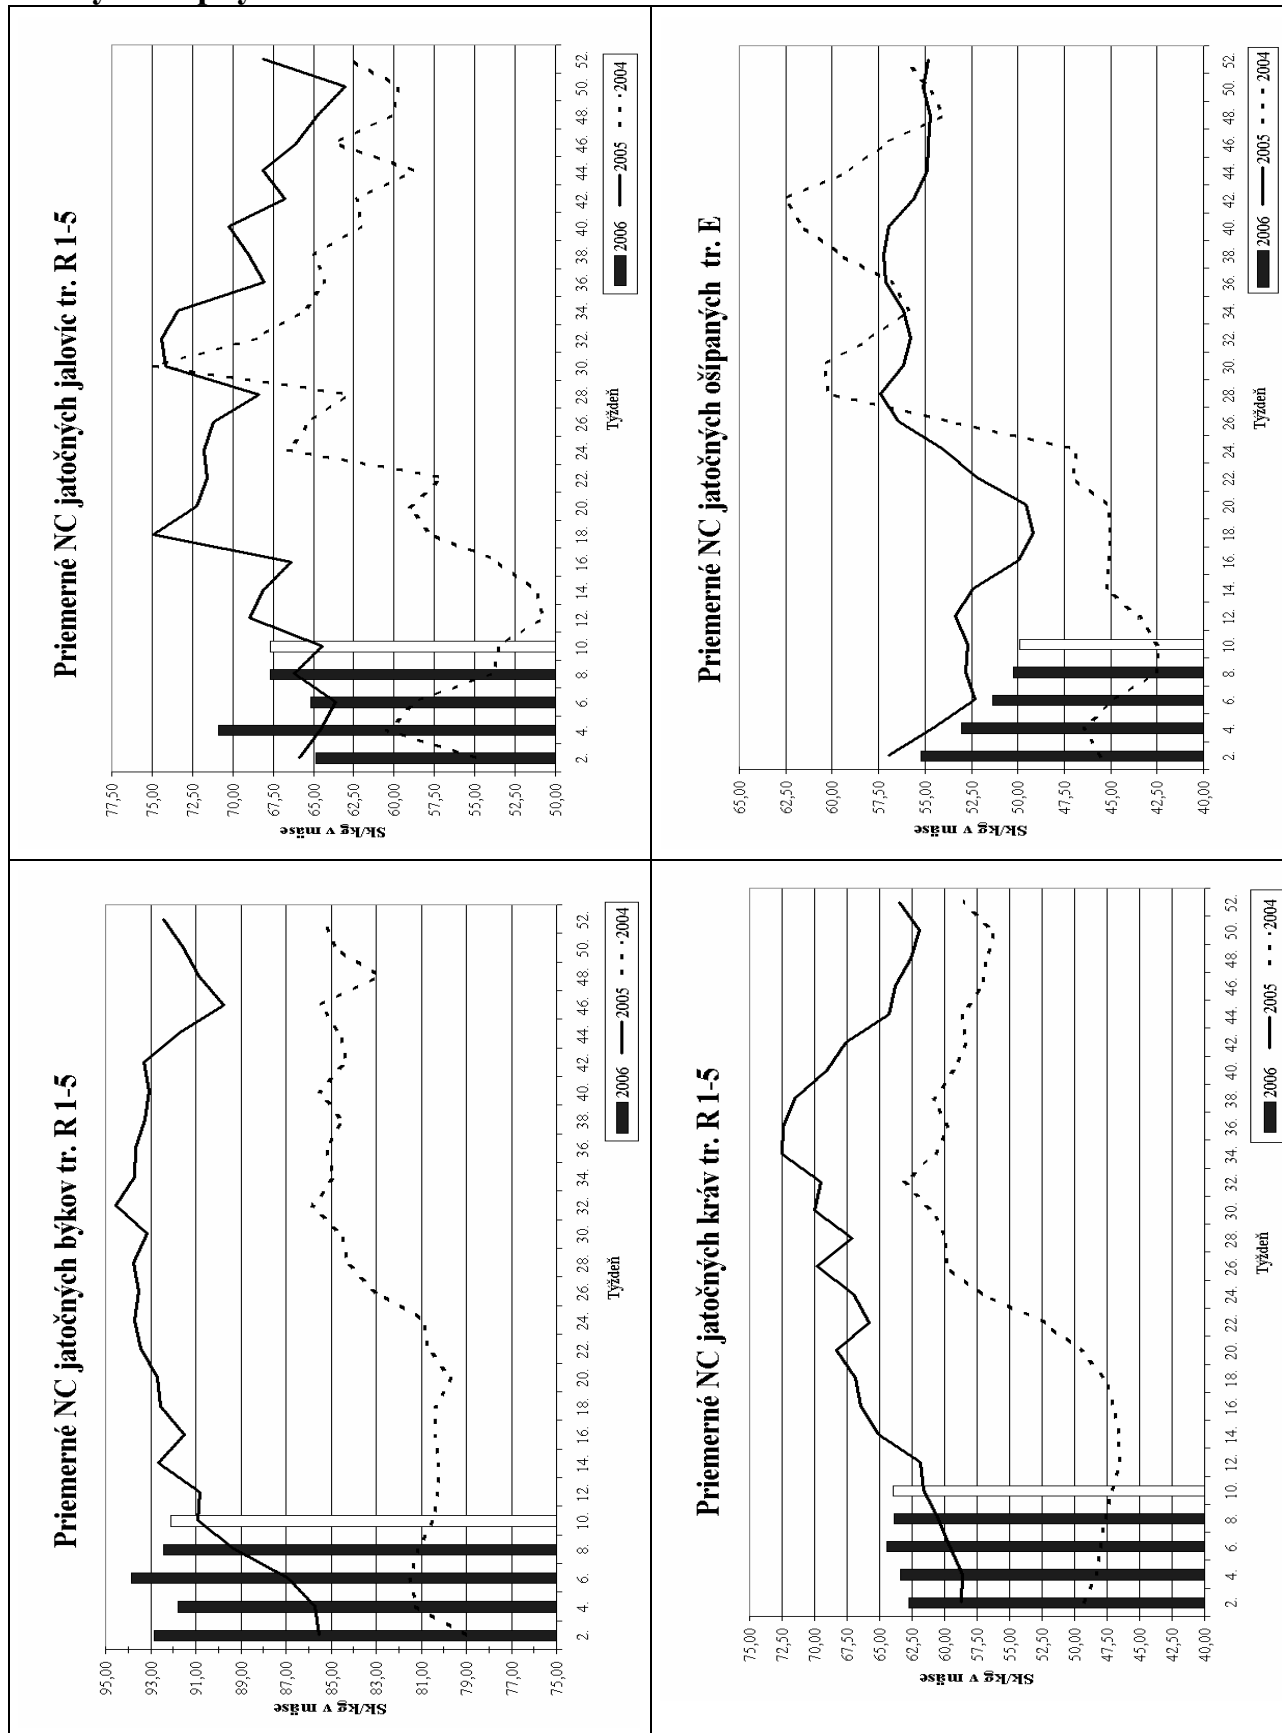 Priemerné NC jatočných býkov tr. R1-5
95,00
93,00
91,00
89,00
87,00
85,00
83,00
81,00
79,00
77,00
75,00
Sk/kg v mäse
2. 4. 6. 8. 10. 12. 14. 16. 18. 20. 22. 24. 26. 28. 30. 32. 34. 36. 38. 40. 42. 44. 46. 48. 50. 52.
Týždeň
2006 2005 2004
Priemerné NC jatočných jalovíc tr. R1-5
77,50
75,00
72,50
70,00
67,50
65,00
62,50
60,00
57,50
55,00
52,50
50,00
Sk/kg v mäse
2. 4. 6. 8. 10. 12. 14. 16. 18. 20. 22. 24. 26. 28. 30. 32. 34. 36. 38. 40. 42. 44. 46. 48. 50. 52.
Týždeň
2006 2005 2004
Priemerné NC jatočných kráv tr. R1-5
75,00
72,50
70,00
67,50
65,00
62,50
60,00
57,50
55,00
52,50
50,00
47,50
45,00
42,50
40,00
Sk/kg v mäse
2. 4. 6. 8. 10. 12. 14. 16. 18. 20. 22. 24. 26. 28. 30. 32. 34. 36. 38. 40. 42. 44. 46. 48. 50. 52.
Týždeň
2006 2005 2004
Priemerné NC jatočných ošípaných tr. E
65,00
62,50
60,00
57,50
55,00
52,50
50,00
47,50
45,00
42,50
40,00
Sk/kg v mäse
2. 4. 6. 8. 10. 12. 14. 16. 18. 20. 22. 24. 26. 28. 30. 32. 34. 36. 38. 40. 42. 44. 46. 48. 50. 52.
Týždeň
2006 2005 2004